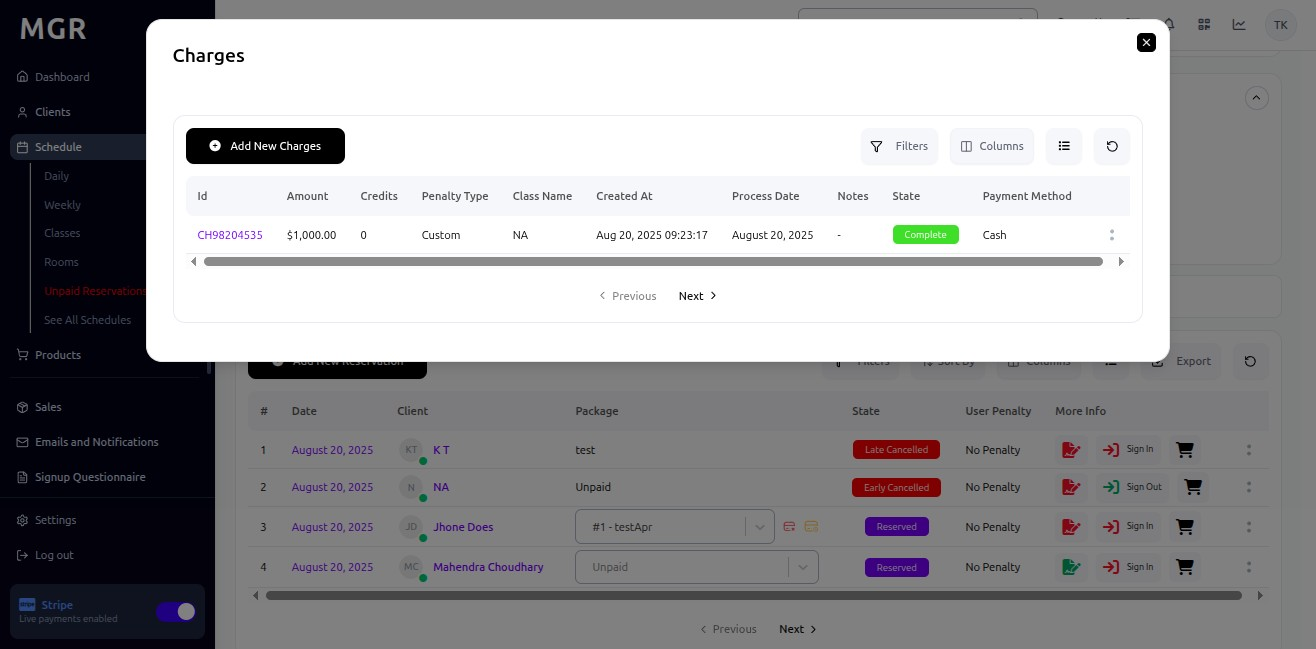 MGR
TK
Dashboard
Clients
Schedule
Daily
Weekly
Classes
Rooms
Unpaid Reservations
See All Schedules
Products
Sales
Emails and Notifications
Signup Questionnaire
Settings
Log out
Stripe
Live payments enabled
Charges
Add New Charges
Filters
Columns
Id Amount Credits Penalty Type Class Name Created At Process Date Notes State Payment Method
CH98204535 $1,000.00 0 Custom NA Aug 20, 2025 09:23:17 August 20, 2025 - Complete Cash
Previous Next
Add New Reservation Filters Sort By Columns Export
# Date Client Package State User Penalty More Info
1 August 20, 2025 KT K T test Late Cancelled No Penalty Sign In
2 August 20, 2025 N NA Unpaid Early Cancelled No Penalty Sign Out
3 August 20, 2025 JD Jhone Does #1 - testApr Reserved No Penalty Sign In
4 August 20, 2025 MC Mahendra Choudhary Unpaid Reserved No Penalty Sign In
Previous Next